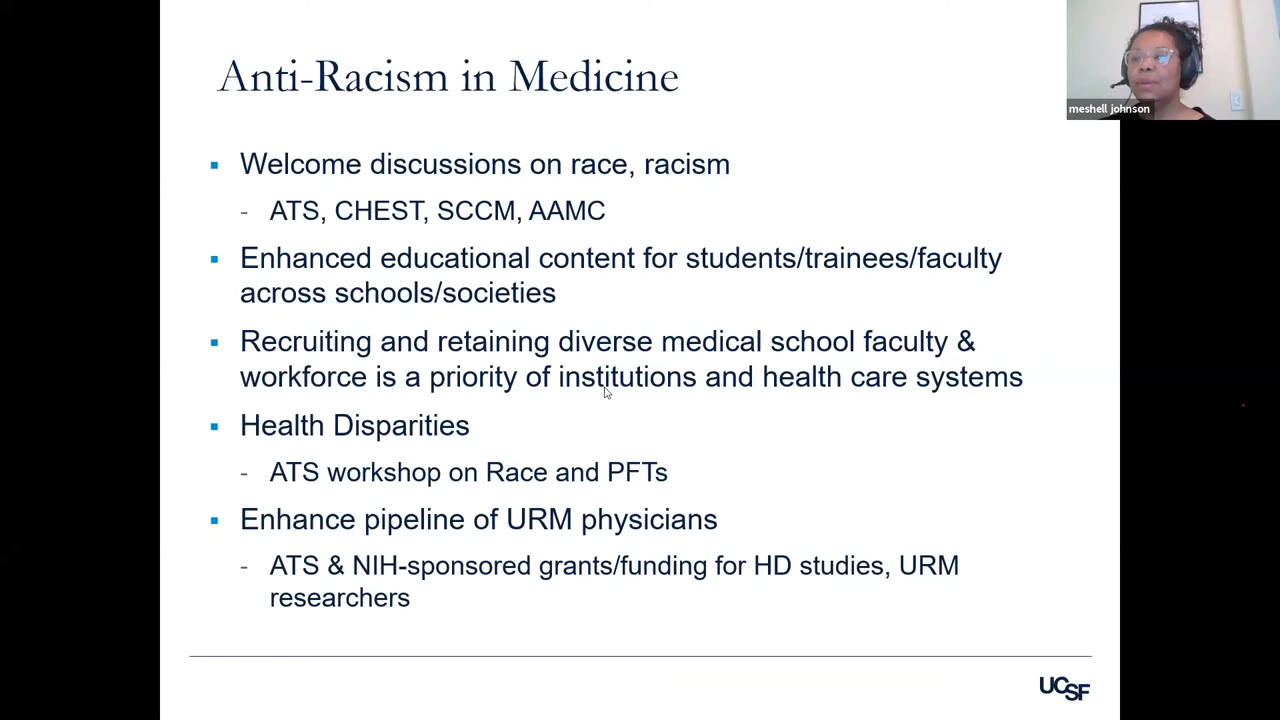 Anti-Racism in Medicine
meshell johnson
▪ Welcome discussions on race, racism
- ATS, CHEST, SCCM, AAMC
▪ Enhanced educational content for students/trainees/faculty
across schools/societies
▪ Recruiting and retaining diverse medical school faculty &
workforce is a priority of institutions and health care systems
▪ Health Disparities
- ATS workshop on Race and PFTs
▪ Enhance pipeline of URM physicians
- ATS & NIH-sponsored grants/funding for HD studies, URM
researchers
UCSF